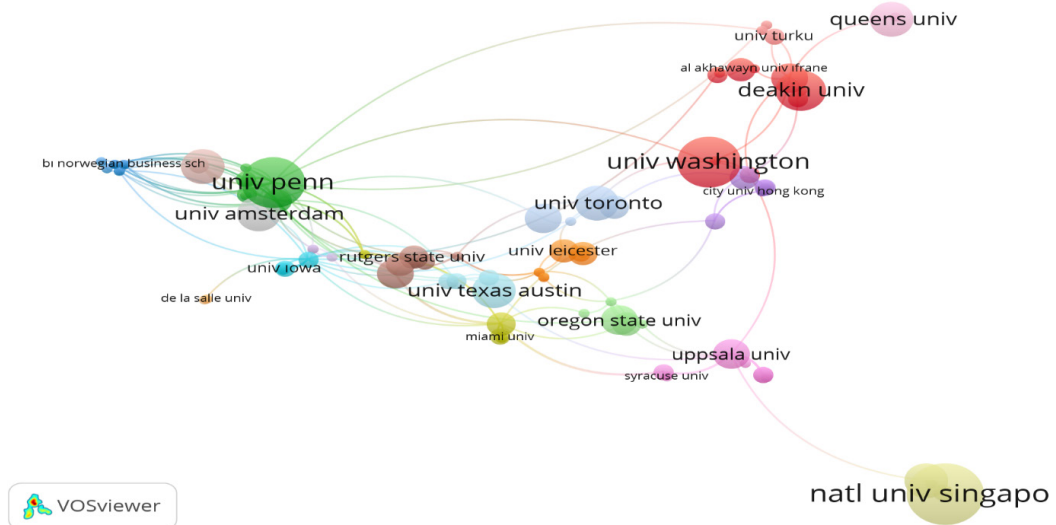 queens univ
univ turku
al akhawayn univ ifrane
deakin univ
bi norwegian business sch
univ washington
univ penn
city univ hong kong
univ toronto
univ amsterdam
univ leicester
rutgers state univ
univ iowa
univ texas austin
de la salle univ
oregon state univ
miami univ
uppsala univ
syracuse univ
natl univ singapo
VOSviewer